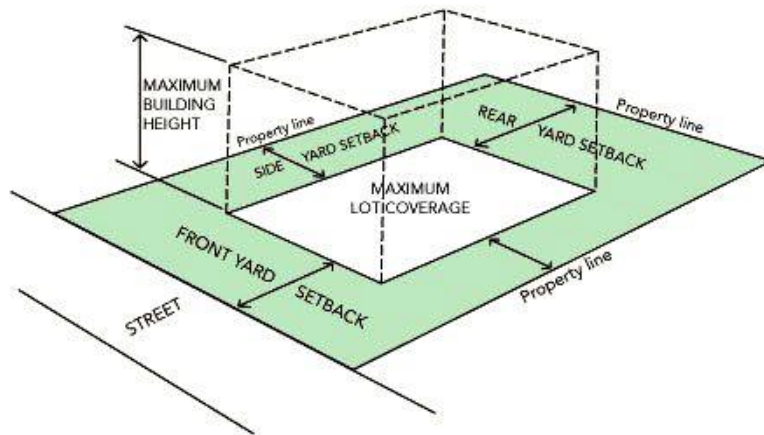 MAXIMUM
BUILDING
HEIGHT
Property line
SIDE YARD SETBACK
REAR YARD SETBACK
Property line
MAXIMUM
LOTICOVERAGE
FRONT YARD SETBACK
Property line
STREET